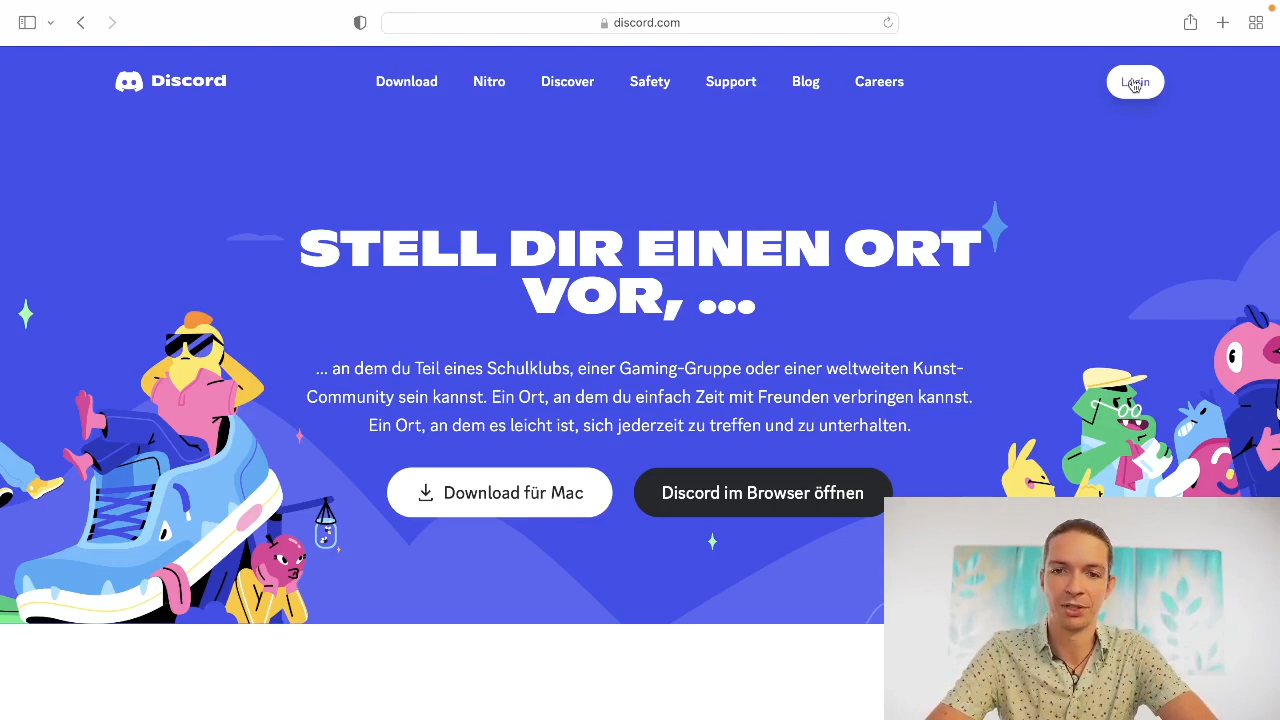 discord.com
Discord
Download
Nitro
Discover
Safety
Support
Blog
Careers
Login
STELL DIR EINEN ORT
VOR, ...
... an dem du Teil eines Schulklubs, einer Gaming-Gruppe oder einer weltweiten Kunst-
Community sein kannst. Ein Ort, an dem du einfach Zeit mit Freunden verbringen kannst.
Ein Ort, an dem es leicht ist, sich jederzeit zu treffen und zu unterhalten.
Download für Mac
Discord im Browser öffnen